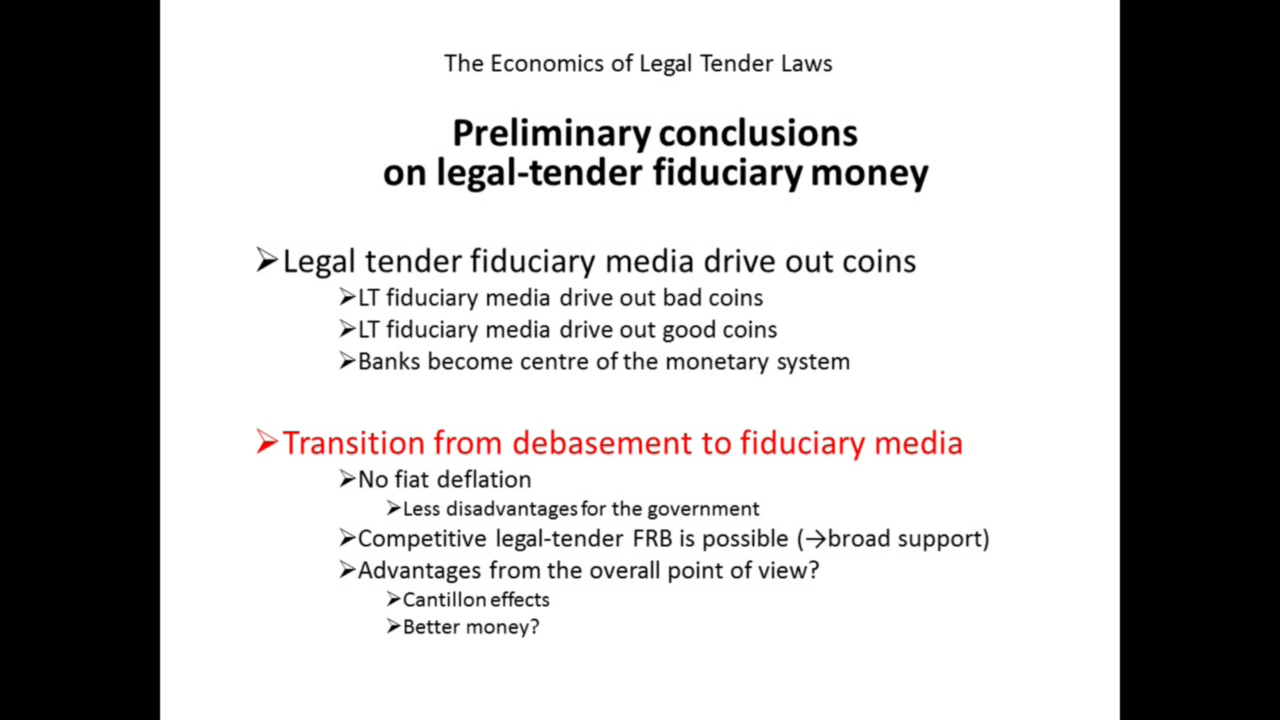 The Economics of Legal Tender Laws
Preliminary conclusions
on legal-tender fiduciary money
➢Legal tender fiduciary media drive out coins
➢LT fiduciary media drive out bad coins
➢LT fiduciary media drive out good coins
➢Banks become centre of the monetary system
➢Transition from debasement to fiduciary media
➢No fiat deflation
➢Less disadvantages for the government
➢Competitive legal-tender FRB is possible (→broad support)
➢Advantages from the overall point of view?
➢Cantillon effects
➢Better money?